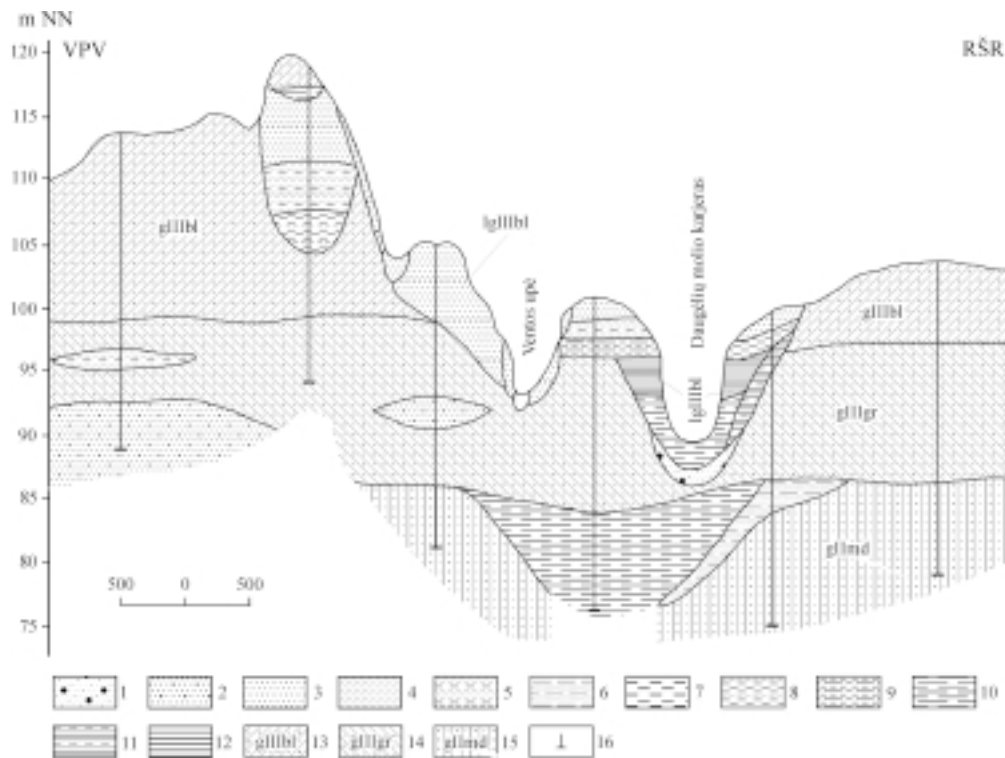 m NN
120 VPV RŠR
115
110
105
100
95
90
85
80
75
gIIIbl
lgIIIbl
Ventos upė
Daugėlių molio karjeras
lgIIIbl
gIIIbl
gIIIgr
gIImd
500 0 500
1 2 3 4 5 6 7 8 9 10
11 12 gIIIbl 13 gIIIgr 14 gIImd 15 16